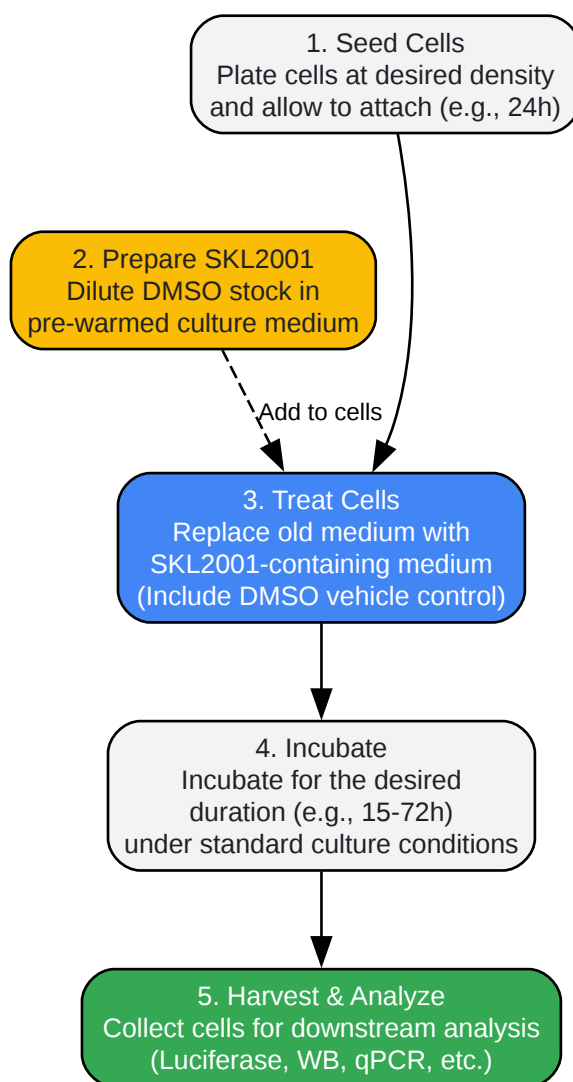 1. Seed Cells
Plate cells at desired density
and allow to attach (e.g., 24h)
2. Prepare SKL2001
Dilute DMSO stock in
pre-warmed culture medium
Add to cells
3. Treat Cells
Replace old medium with
SKL2001-containing medium
(Include DMSO vehicle control)
4. Incubate
Incubate for the desired
duration (e.g., 15-72h)
under standard culture conditions
5. Harvest & Analyze
Collect cells for downstream analysis
(Luciferase, WB, qPCR, etc.)